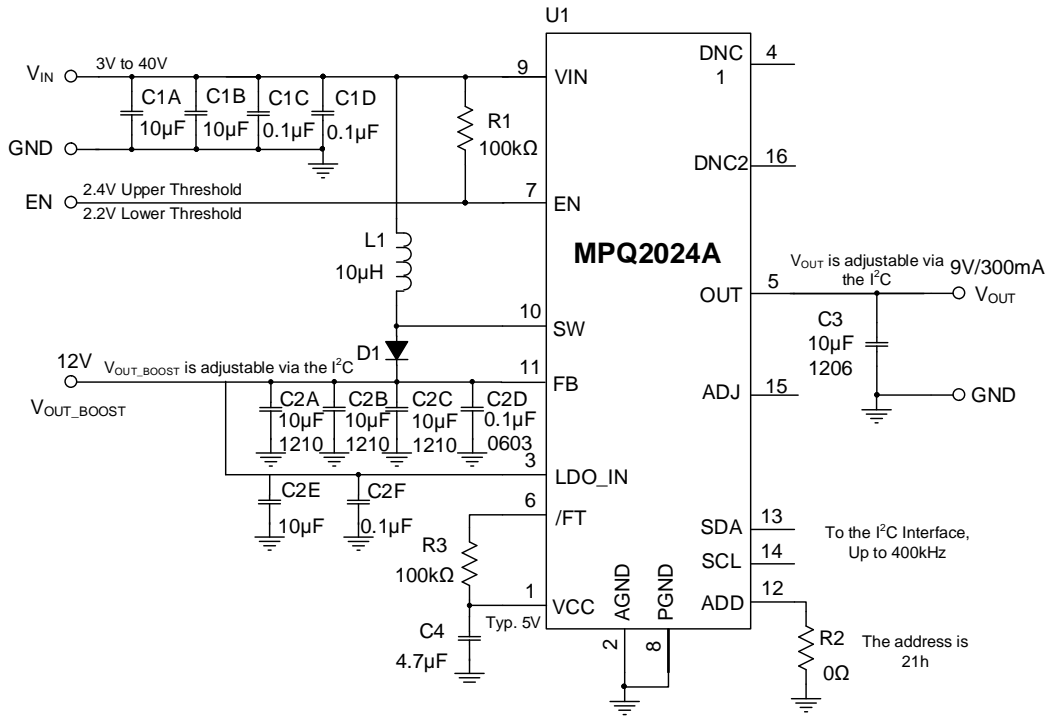 U1
MPQ2024A
V_IN
3V to 40V
C1A
10µF
C1B
10µF
C1C
0.1µF
C1D
0.1µF
GND
R1
100kΩ
EN
2.4V Upper Threshold
2.2V Lower Threshold
L1
10µH
D1
12V
V_OUT_BOOST is adjustable via the I²C
V_OUT_BOOST
C2A
10µF
1210
C2B
10µF
1210
C2C
10µF
1210
C2D
0.1µF
0603
C2E
10µF
C2F
0.1µF
R3
100kΩ
C4
4.7µF
Typ. 5V
9 VIN
7 EN
10 SW
11 FB
3 LDO_IN
6 /FT
1 VCC
AGND 2
PGND 8
DNC 4
1
DNC2 16
OUT 5
ADJ 15
SDA 13
SCL 14
ADD 12
V_OUT is adjustable via
the I²C
9V/300mA
V_OUT
C3
10µF
1206
GND
To the I²C Interface,
Up to 400kHz
R2
0Ω
The address is
21h